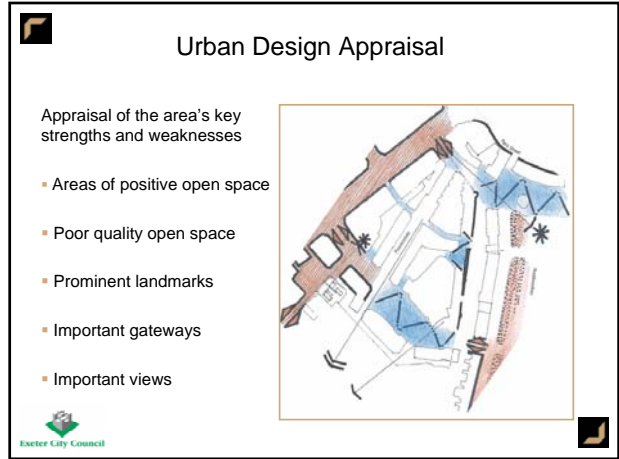 Urban Design Appraisal
Appraisal of the area's key
strengths and weaknesses
▪ Areas of positive open space
▪ Poor quality open space
▪ Prominent landmarks
▪ Important gateways
▪ Important views
Exeter City Council